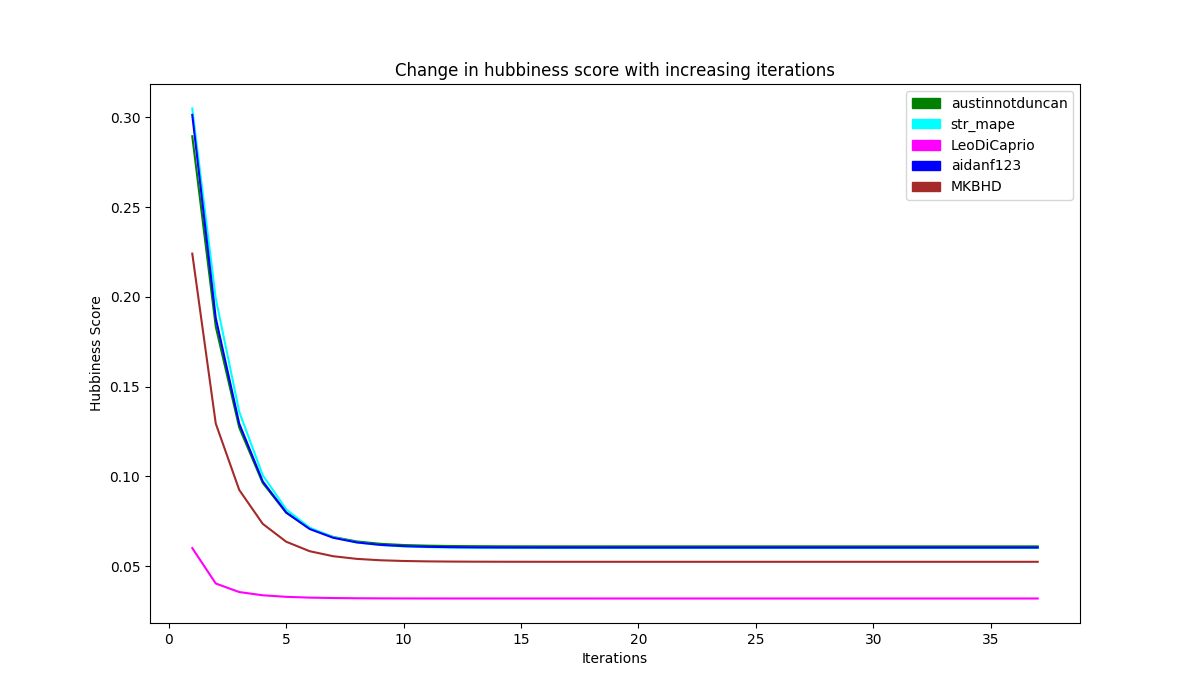 Change in hubbiness score with increasing iterations
austinnotduncan
str_mape
LeoDiCaprio
aidanf123
MKBHD
Hubbiness Score
0.30
0.25
0.20
0.15
0.10
0.05
0 5 10 15 20 25 30 35
Iterations